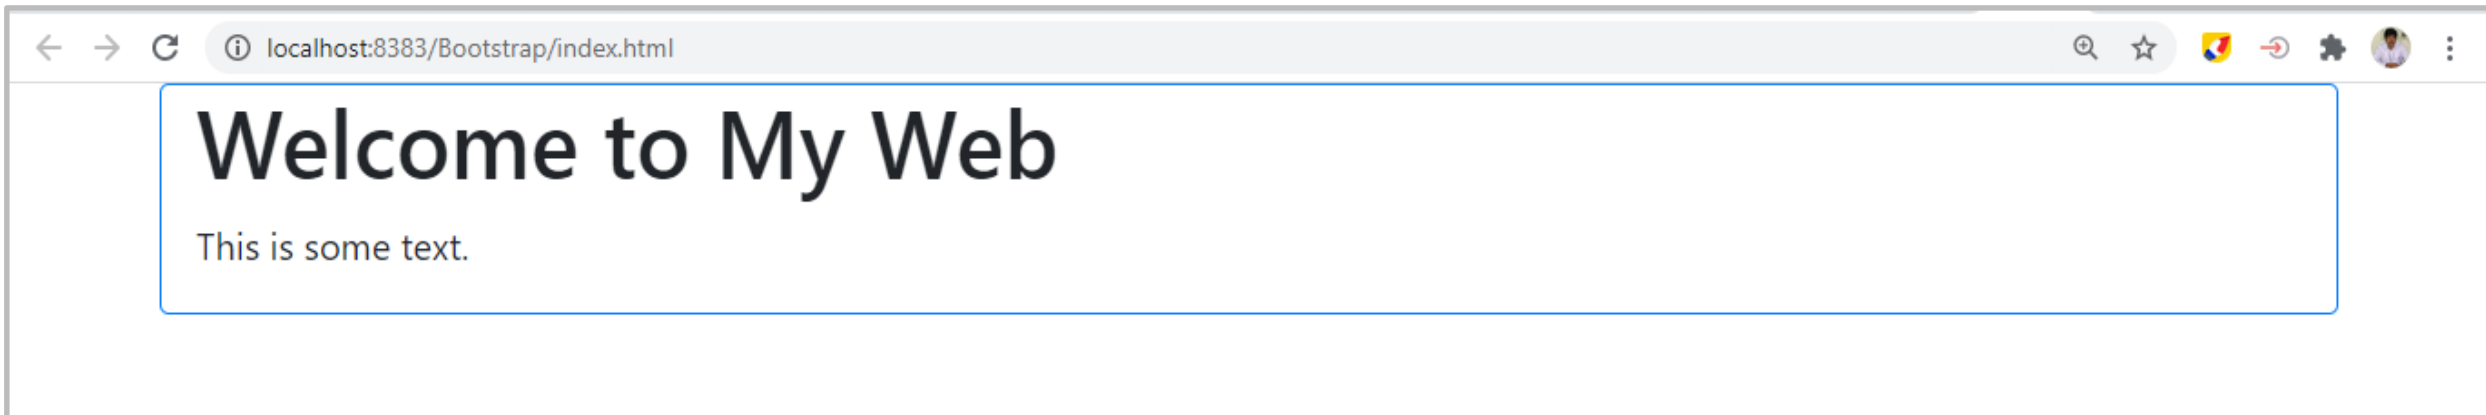 localhost:8383/Bootstrap/index.html
Welcome to My Web
This is some text.